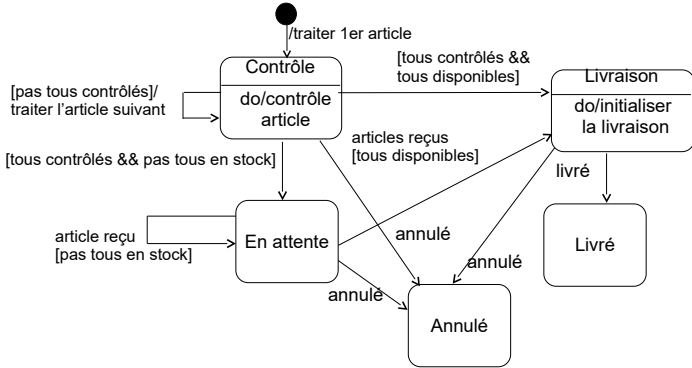 /traiter 1er article
Contrôle
do/contrôle
article
[pas tous contrôlés]/
traiter l'article suivant
[tous contrôlés &&
tous disponibles]
Livraison
do/initialiser
la livraison
[tous contrôlés && pas tous en stock]
articles reçus
[tous disponibles]
livré
article reçu
[pas tous en stock]
En attente
annulé
annulé
annulé
Livré
Annulé